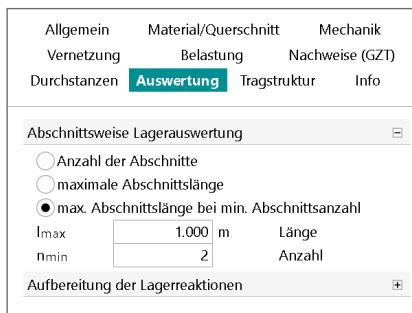 Allgemein Material/Querschnitt Mechanik
Vernetzung Belastung Nachweise (GZT)
Durchstanzen Auswertung Tragstruktur Info
Abschnittsweise Lagerauswertung
Anzahl der Abschnitte
maximale Abschnittslänge
max. Abschnittslänge bei min. Abschnittsanzahl
lmax 1.000 m Länge
nmin 2 Anzahl
Aufbereitung der Lagerreaktionen